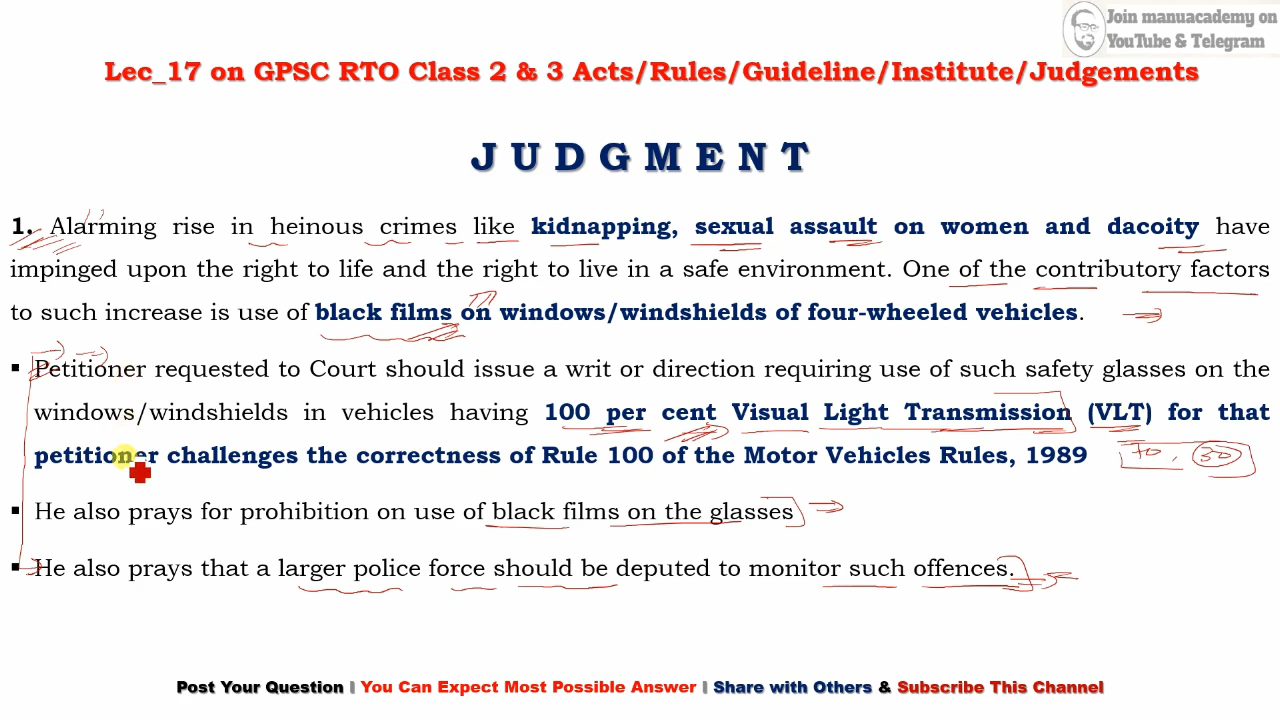 Join manuacademy on
YouTube & Telegram
Lec_17 on GPSC RTO Class 2 & 3 Acts/Rules/Guideline/Institute/Judgements
JUDGMENT
1. Alarming rise in heinous crimes like kidnapping, sexual assault on women and dacoity have
impinged upon the right to life and the right to live in a safe environment. One of the contributory factors
to such increase is use of black films on windows/windshields of four-wheeled vehicles.
▪ Petitioner requested to Court should issue a writ or direction requiring use of such safety glasses on the
windows/windshields in vehicles having 100 per cent Visual Light Transmission (VLT) for that
petitioner challenges the correctness of Rule 100 of the Motor Vehicles Rules, 1989
70, 50
▪ He also prays for prohibition on use of black films on the glasses
▪ He also prays that a larger police force should be deputed to monitor such offences.
Post Your Question | You Can Expect Most Possible Answer | Share with Others & Subscribe This Channel